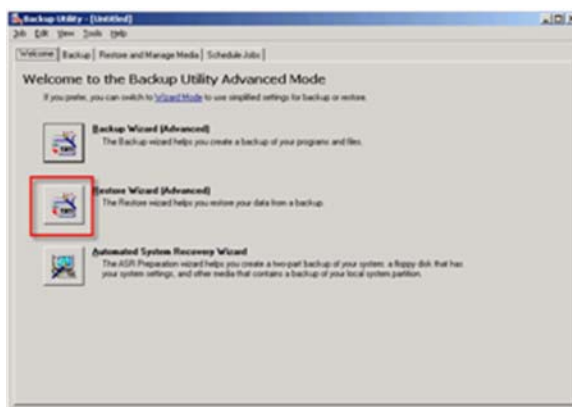 Backup Utility - [Untitled]
Job Edit View Tools Help
Welcome Backup Restore and Manage Media Schedule Jobs
Welcome to the Backup Utility Advanced Mode
If you prefer, you can switch to Wizard Mode to use simplified settings for backup or restore.
Backup Wizard (Advanced)
The Backup wizard helps you create a backup of your programs and files.
Restore Wizard (Advanced)
The Restore wizard helps you restore your data from a backup.
Automated System Recovery Wizard
The ASR Preparation wizard helps you create a two-part backup of your system: a floppy disk that has
your system settings, and other media that contains a backup of your local system partition.